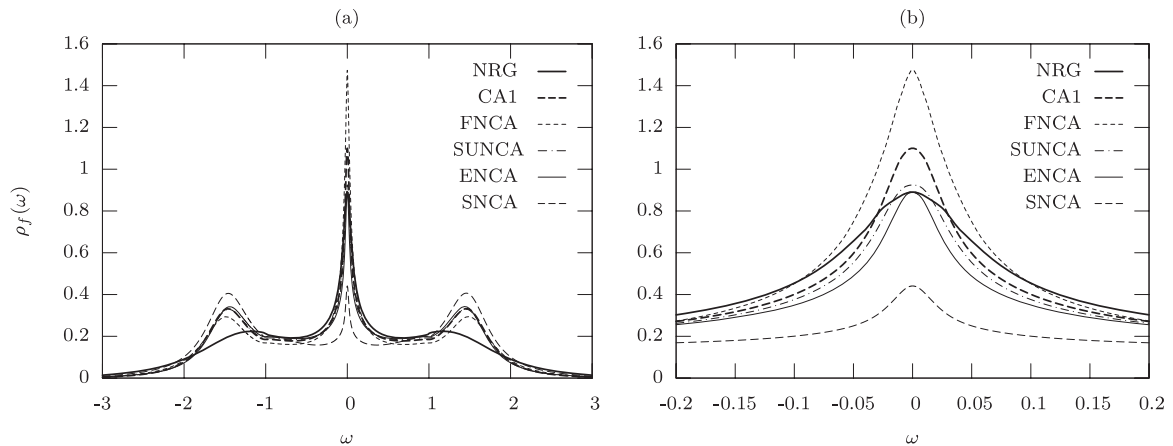 (a)
ρf(ω)
1.6
1.4
1.2
1
0.8
0.6
0.4
0.2
0
-3 -2 -1 0 1 2 3
ω
NRG
CA1
FNCA
SUNCA
ENCA
SNCA
(b)
1.6
1.4
1.2
1
0.8
0.6
0.4
0.2
0
-0.2 -0.15 -0.1 -0.05 0 0.05 0.1 0.15 0.2
ω
NRG
CA1
FNCA
SUNCA
ENCA
SNCA